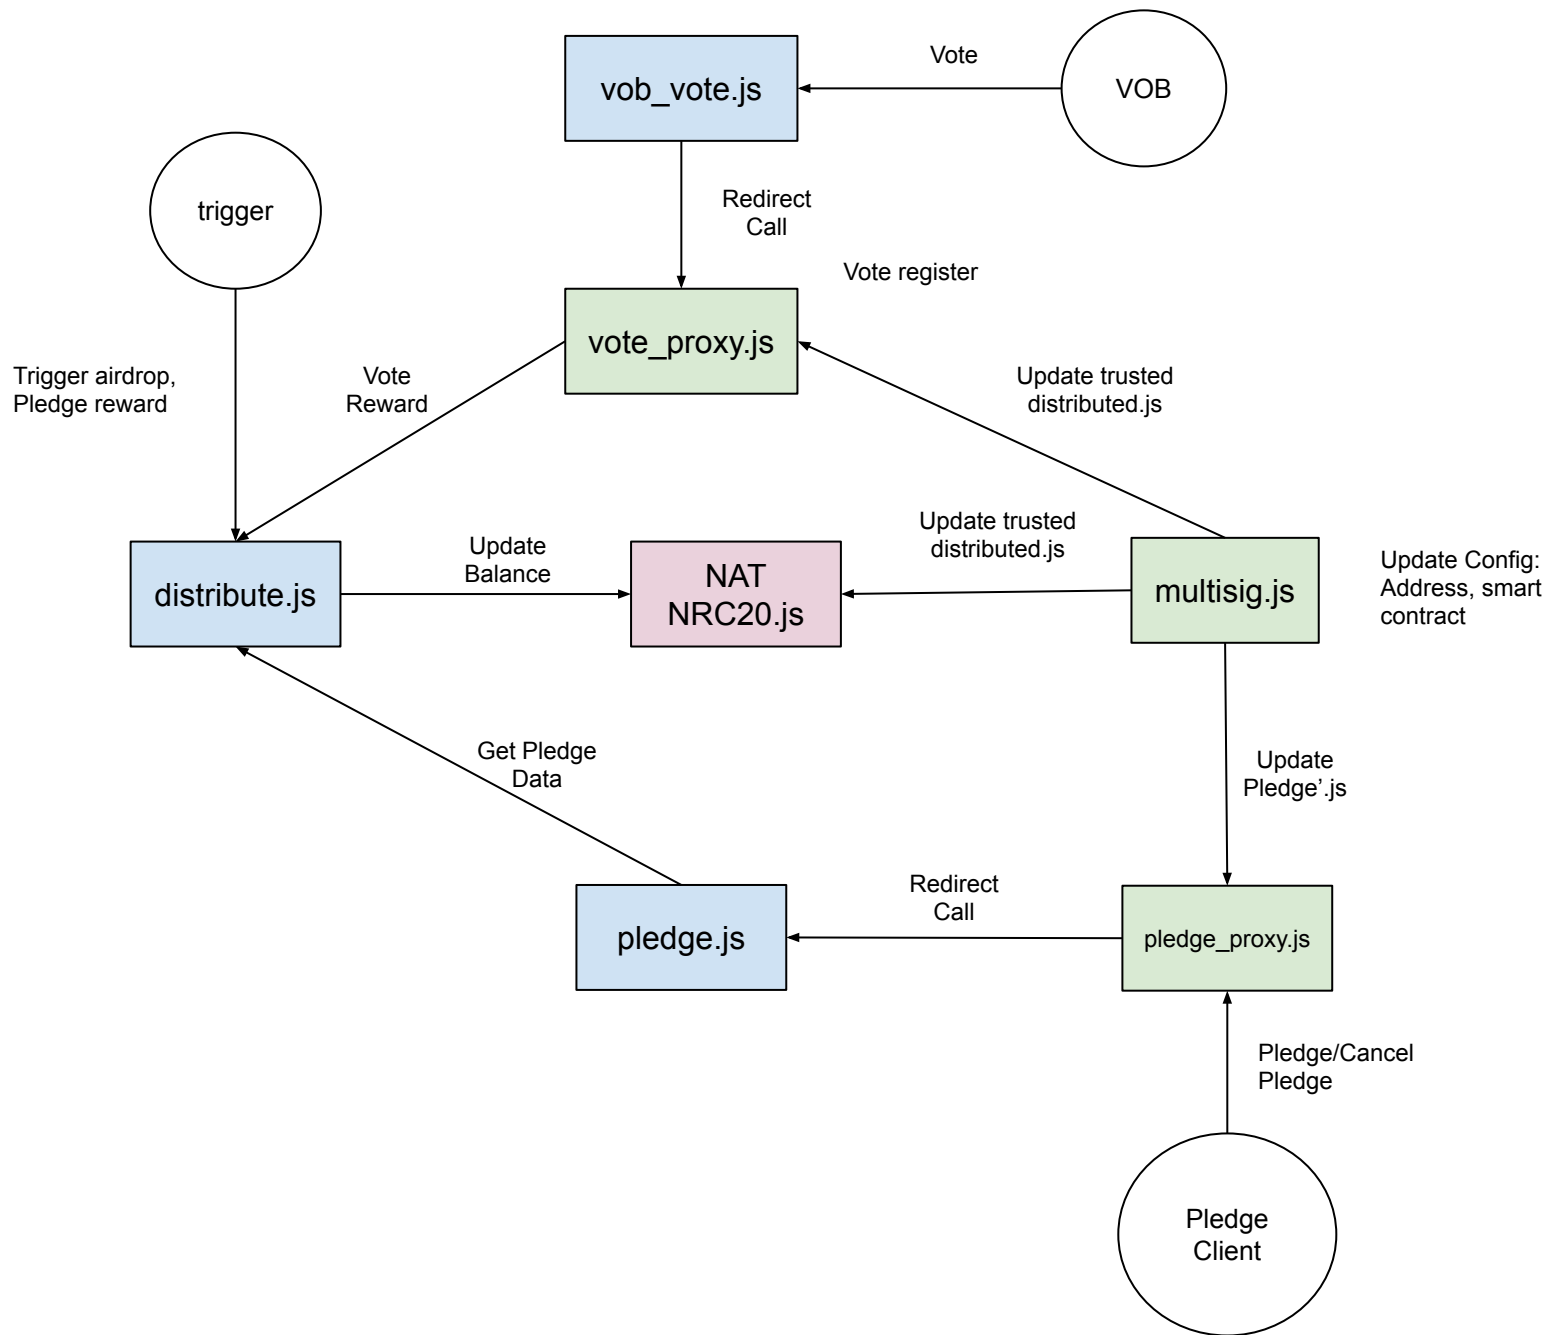 Vote
VOB
vob_vote.js
trigger
Redirect
Call
Vote register
vote_proxy.js
Trigger airdrop,
Pledge reward
Vote
Reward
Update trusted
distributed.js
Update
Balance
Update trusted
distributed.js
distribute.js
NAT
NRC20.js
multisig.js
Update Config:
Address, smart
contract
Get Pledge
Data
Update
Pledge’.js
Redirect
Call
pledge.js
pledge_proxy.js
Pledge/Cancel
Pledge
Pledge
Client